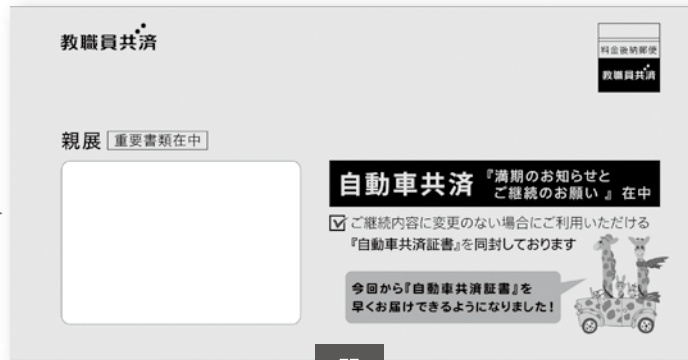 教職員共済
料金後納郵便
教職員共済
親展 重要書類在中
自動車共済 『満期のお知らせと
ご継続のお願い 』 在中
ご継続内容に変更のない場合にご利用いただける
『自動車共済証書』を同封しております
今回から『自動車共済証書』を
早くお届けできるようになりました!